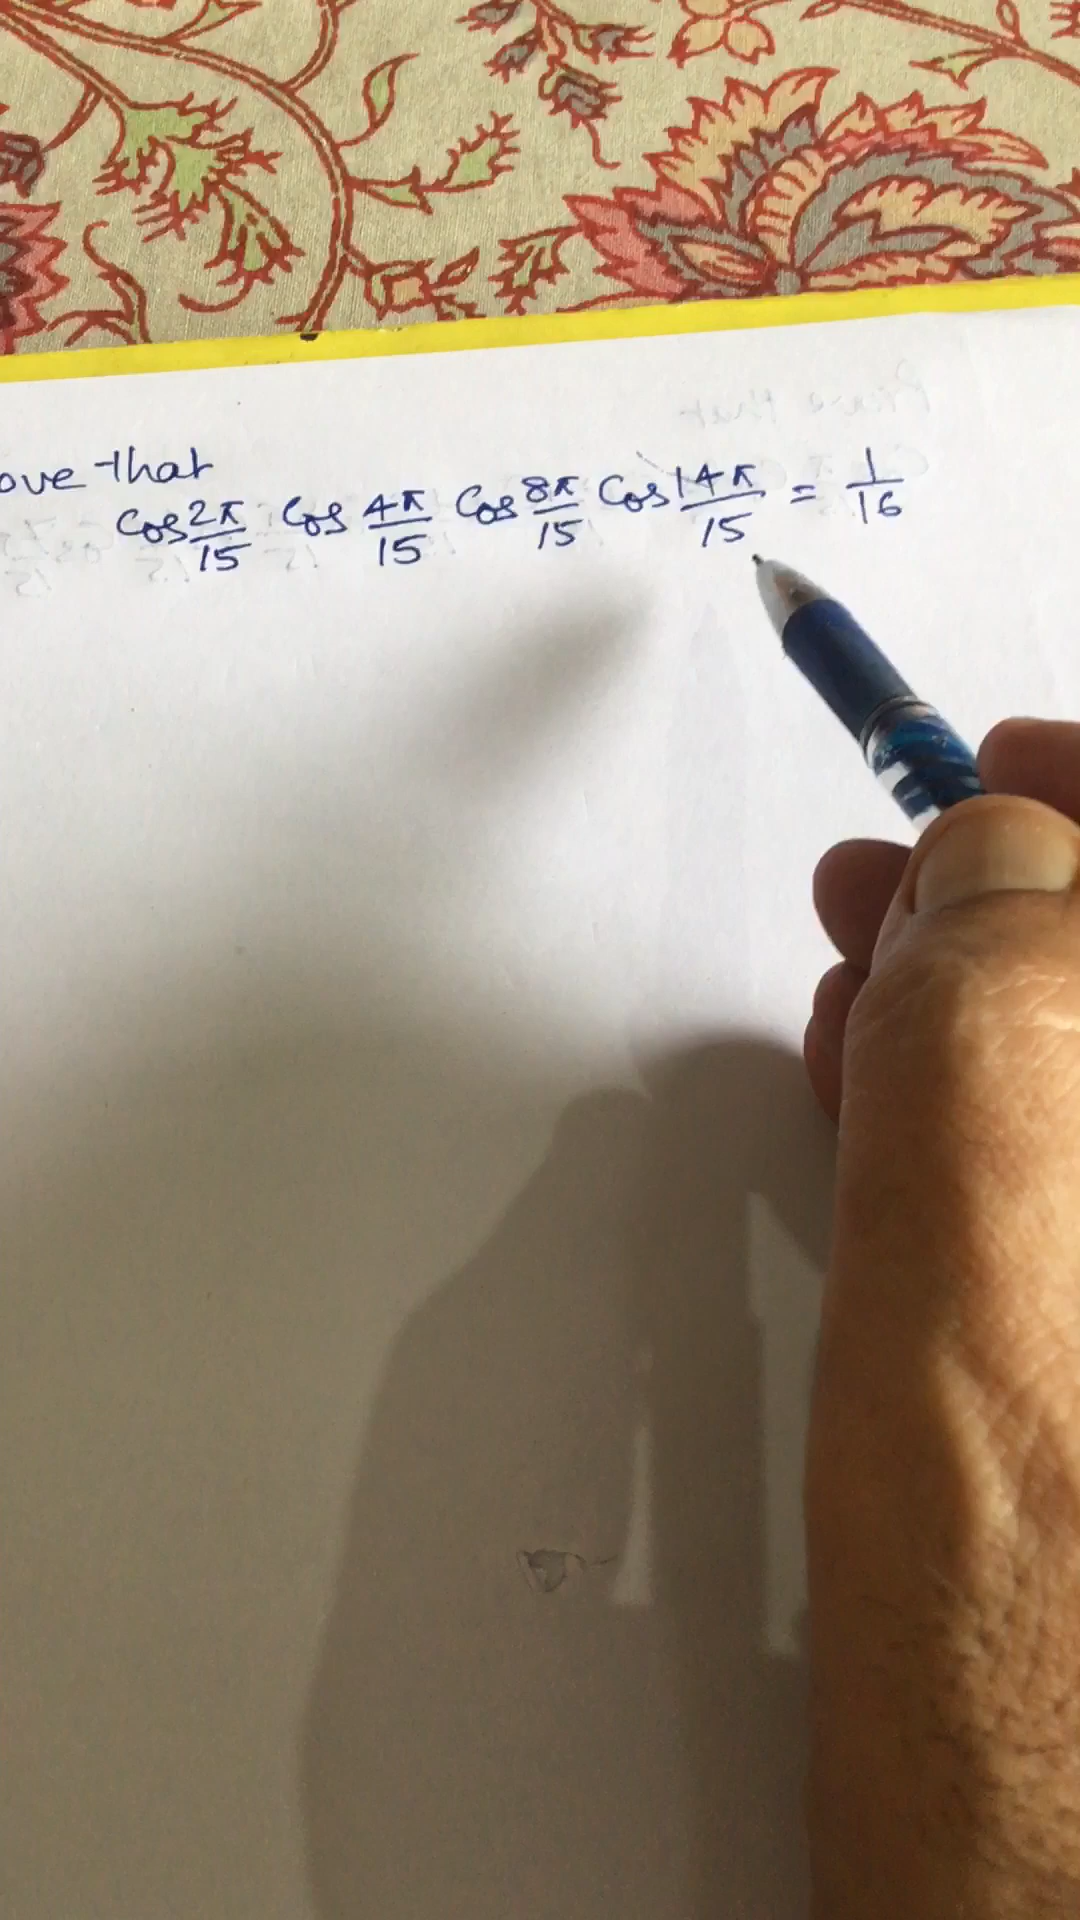 ove that
Cos 2π/15 Cos 4π/15 Cos 8π/15 Cos 14π/15 = 1/16